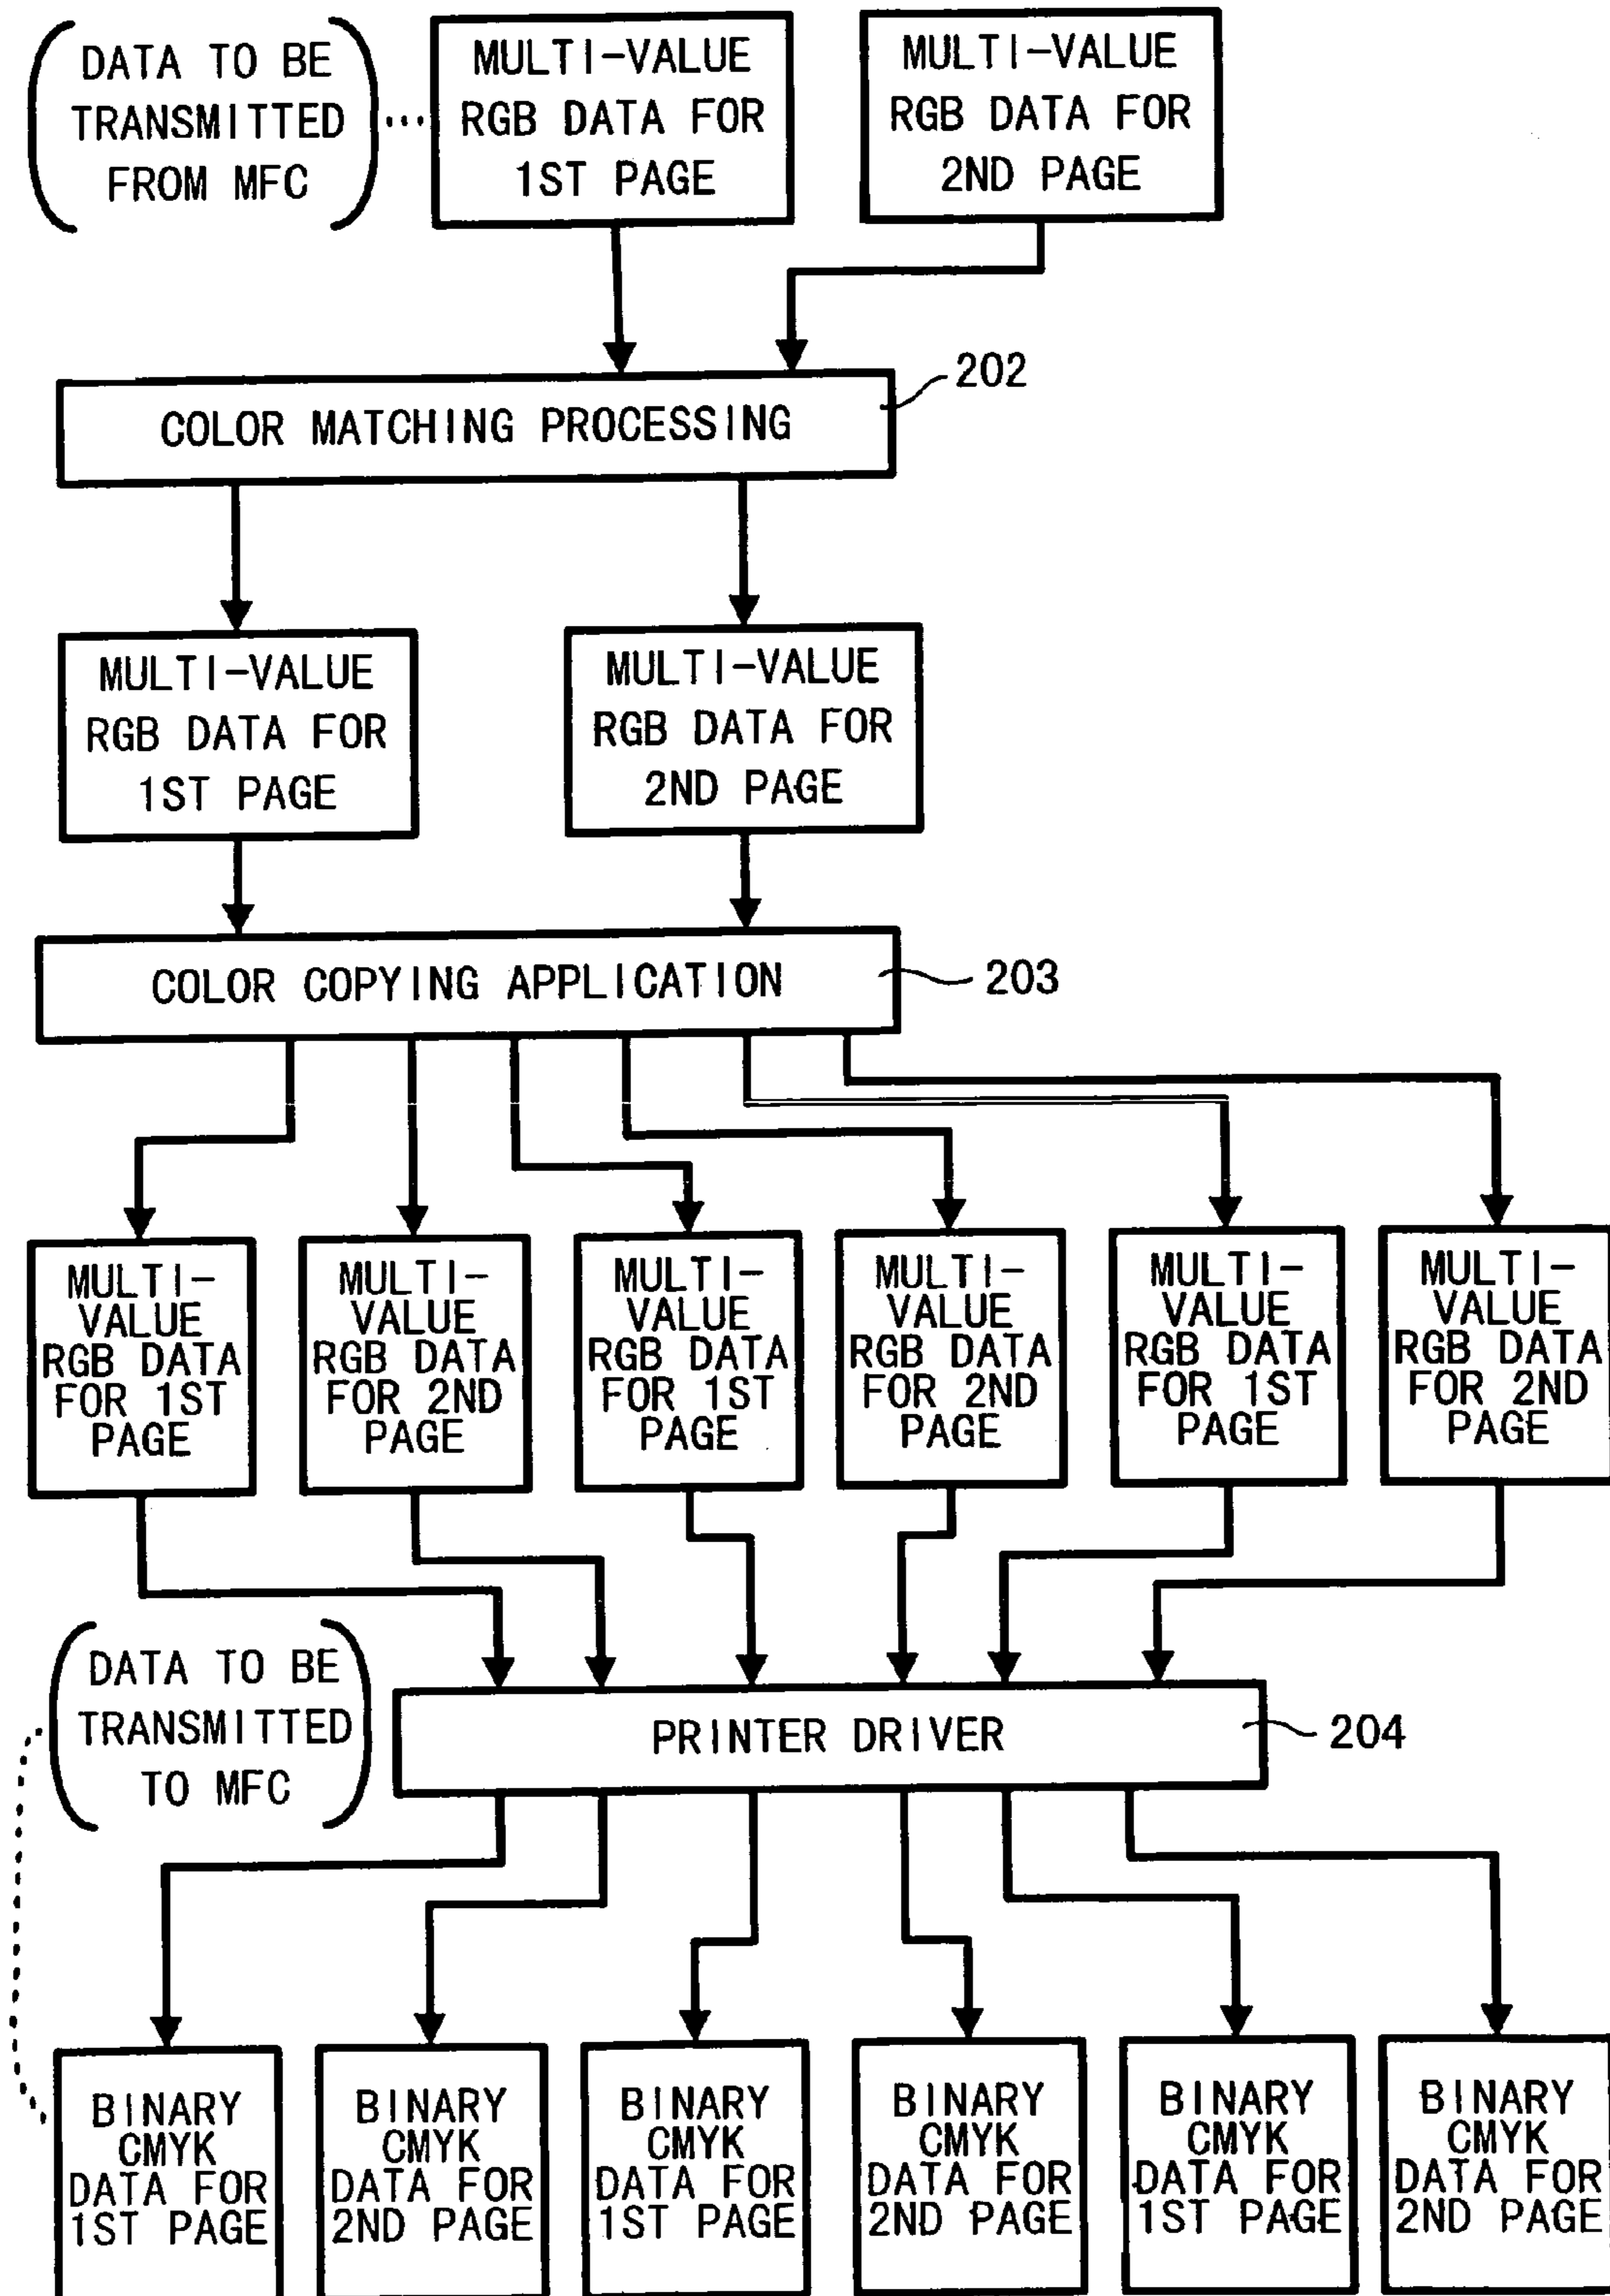 DATA TO BE
TRANSMITTED
FROM MFC
MULTI-VALUE
RGB DATA FOR
1ST PAGE
MULTI-VALUE
RGB DATA FOR
2ND PAGE
202
COLOR MATCHING PROCESSING
MULTI-VALUE
RGB DATA FOR
1ST PAGE
MULTI-VALUE
RGB DATA FOR
2ND PAGE
COLOR COPYING APPLICATION
203
MULTI-
VALUE
RGB DATA
FOR 1ST
PAGE
MULTI-
VALUE
RGB DATA
FOR 2ND
PAGE
MULTI-
VALUE
RGB DATA
FOR 1ST
PAGE
MULTI-
VALUE
RGB DATA
FOR 2ND
PAGE
MULTI-
VALUE
RGB DATA
FOR 1ST
PAGE
MULTI-
VALUE
RGB DATA
FOR 2ND
PAGE
DATA TO BE
TRANSMITTED
TO MFC
PRINTER DRIVER
204
BINARY
CMYK
DATA FOR
1ST PAGE
BINARY
CMYK
DATA FOR
2ND PAGE
BINARY
CMYK
DATA FOR
1ST PAGE
BINARY
CMYK
DATA FOR
2ND PAGE
BINARY
CMYK
DATA FOR
1ST PAGE
BINARY
CMYK
DATA FOR
2ND PAGE